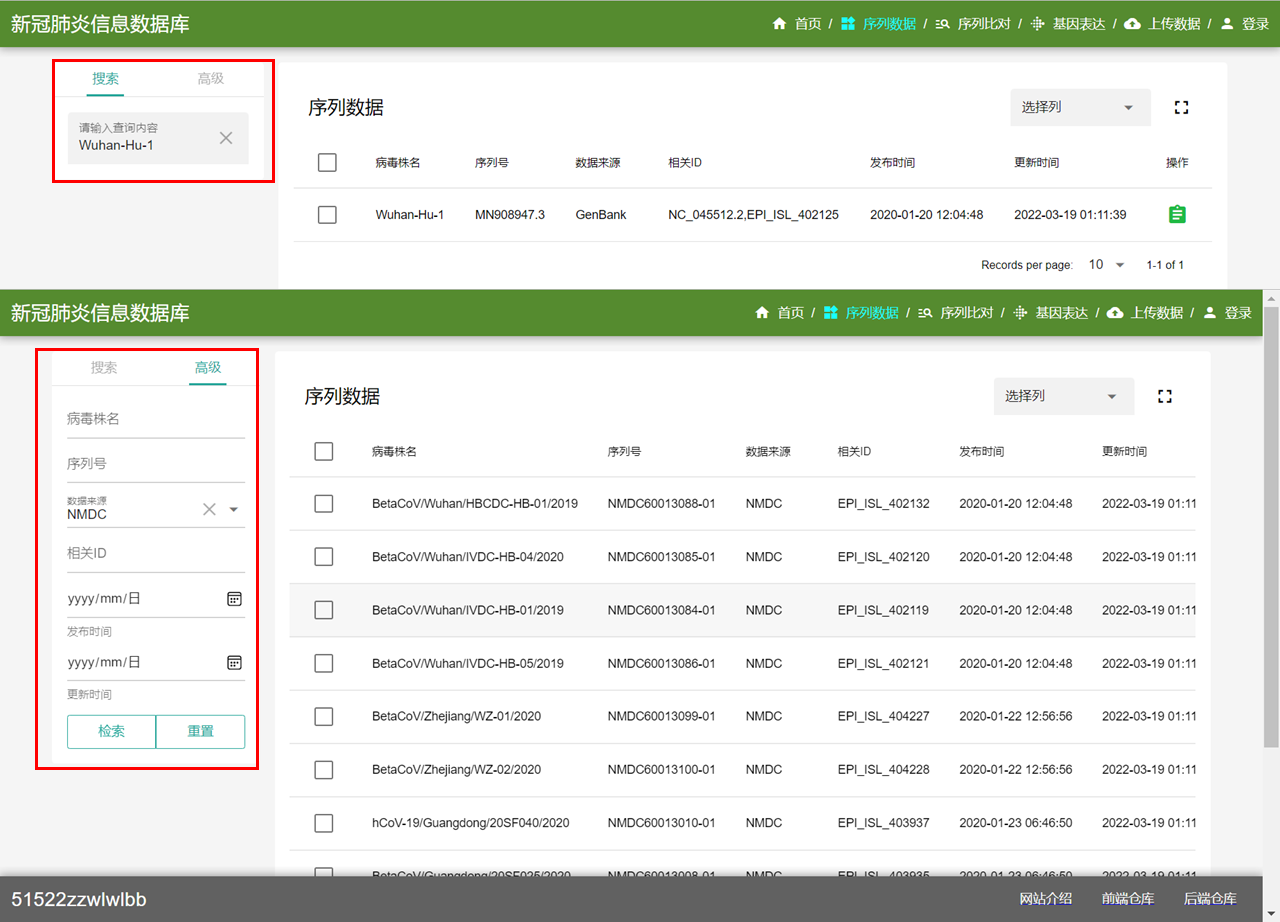 新冠肺炎信息数据库
首页 / 序列数据 / 序列比对 / 基因表达 / 上传数据 / 登录
搜索 高级
请输入查询内容
Wuhan-Hu-1
序列数据 选择列
病毒株名 序列号 数据来源 相关ID 发布时间 更新时间 操作
Wuhan-Hu-1 MN908947.3 GenBank NC_045512.2,EPI_ISL_402125 2020-01-20 12:04:48 2022-03-19 01:11:39
Records per page: 10 1-1 of 1
新冠肺炎信息数据库
首页 / 序列数据 / 序列比对 / 基因表达 / 上传数据 / 登录
搜索 高级
病毒株名
序列号
数据来源
NMDC
相关ID
yyyy/mm/日
发布时间
yyyy/mm/日
更新时间
检索 重置
序列数据 选择列
病毒株名 序列号 数据来源 相关ID 发布时间 更新时间
BetaCoV/Wuhan/HBCDC-HB-01/2019 NMDC60013088-01 NMDC EPI_ISL_402132 2020-01-20 12:04:48 2022-03-19 01:11
BetaCoV/Wuhan/IVDC-HB-04/2020 NMDC60013085-01 NMDC EPI_ISL_402120 2020-01-20 12:04:48 2022-03-19 01:11
BetaCoV/Wuhan/IVDC-HB-01/2019 NMDC60013084-01 NMDC EPI_ISL_402119 2020-01-20 12:04:48 2022-03-19 01:11
BetaCoV/Wuhan/IVDC-HB-05/2019 NMDC60013086-01 NMDC EPI_ISL_402121 2020-01-20 12:04:48 2022-03-19 01:11
BetaCoV/Zhejiang/WZ-01/2020 NMDC60013099-01 NMDC EPI_ISL_404227 2020-01-22 12:56:56 2022-03-19 01:11
BetaCoV/Zhejiang/WZ-02/2020 NMDC60013100-01 NMDC EPI_ISL_404228 2020-01-22 12:56:56 2022-03-19 01:11
hCoV-19/Guangdong/20SF040/2020 NMDC60013010-01 NMDC EPI_ISL_403937 2020-01-23 06:46:50 2022-03-19 01:11
BetaCoV/Guangdong/20SF025/2020 NMDC60013008-01 NMDC EPI_ISL_403935 2020-01-23 06:46:50 2022-03-19 01:11
51522zzwlwlbb 网站介绍 前端仓库 后端仓库